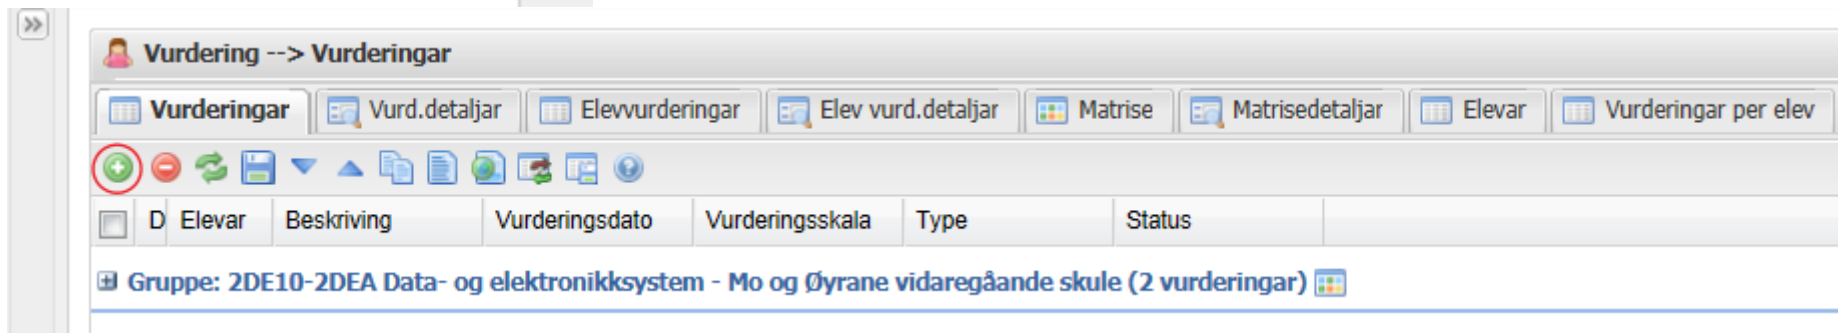 Vurdering --> Vurderingar
Vurderingar Vurd.detaljar Elevvurderingar Elev vurd.detaljar Matrise Matrisedetaljar Elevar Vurderingar per elev
D Elevar Beskriving Vurderingsdato Vurderingsskala Type Status
Gruppe: 2DE10-2DEA Data- og elektronikksystem - Mo og Øyrane vidaregåande skule (2 vurderingar)